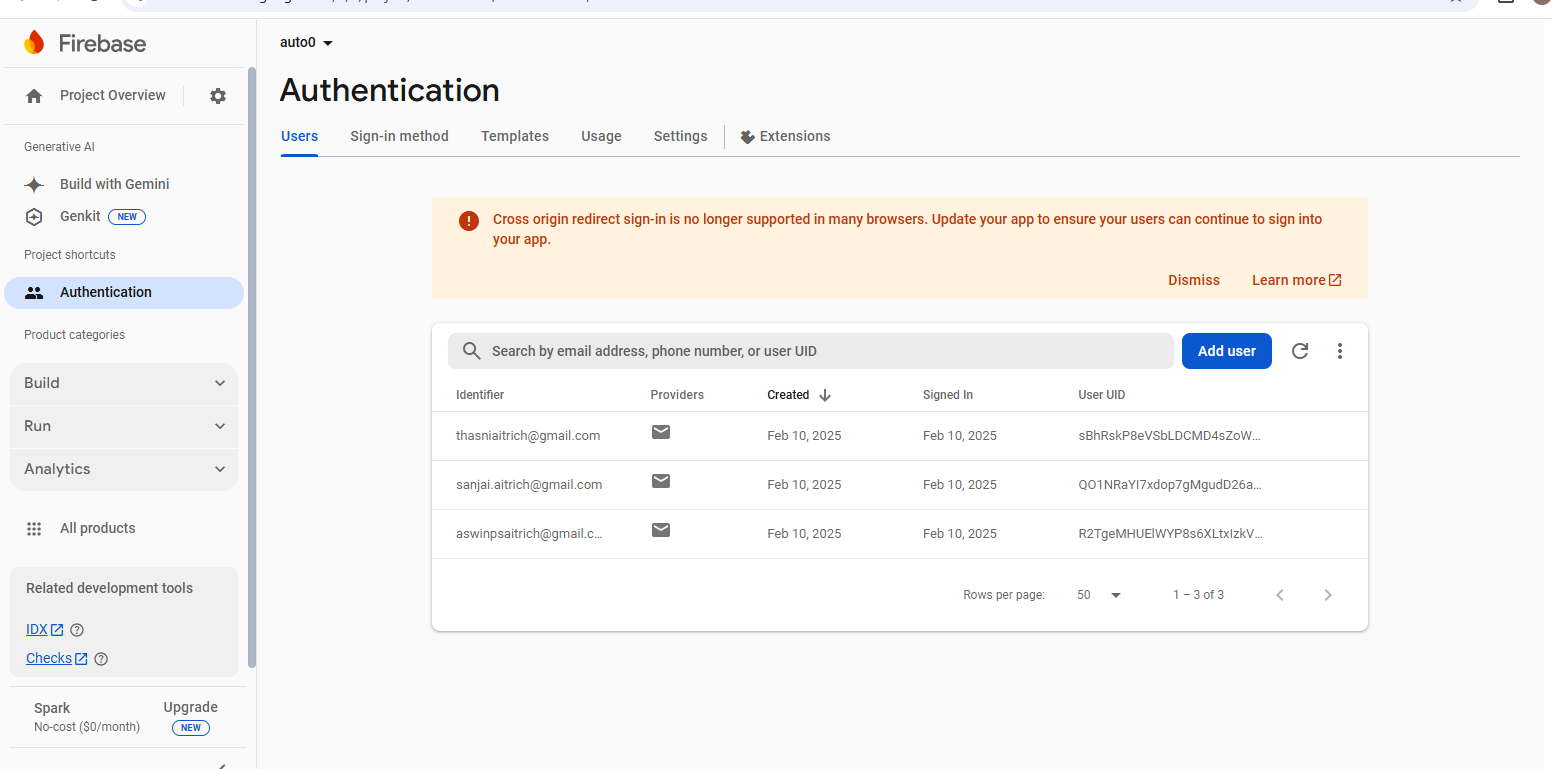 Firebase
Project Overview
Generative AI
Build with Gemini
Genkit NEW
Project shortcuts
Authentication
Product categories
Build
Run
Analytics
All products
Related development tools
IDX
Checks
Spark
No-cost ($0/month)
Upgrade
NEW
auto0
Authentication
Users Sign-in method Templates Usage Settings Extensions
Cross origin redirect sign-in is no longer supported in many browsers. Update your app to ensure your users can continue to sign into
your app.
Dismiss Learn more
Search by email address, phone number, or user UID Add user
Identifier Providers Created Signed In User UID
thasniaitrich@gmail.com Feb 10, 2025 Feb 10, 2025 sBhRskP8eVSbLDCMD4sZoW...
sanjai.aitrich@gmail.com Feb 10, 2025 Feb 10, 2025 QO1NRaYI7xdop7gMgudD26a...
aswinpsaitrich@gmail.c... Feb 10, 2025 Feb 10, 2025 R2TgeMHUElWYP8s6XLtxIzkV...
Rows per page: 50 1 – 3 of 3